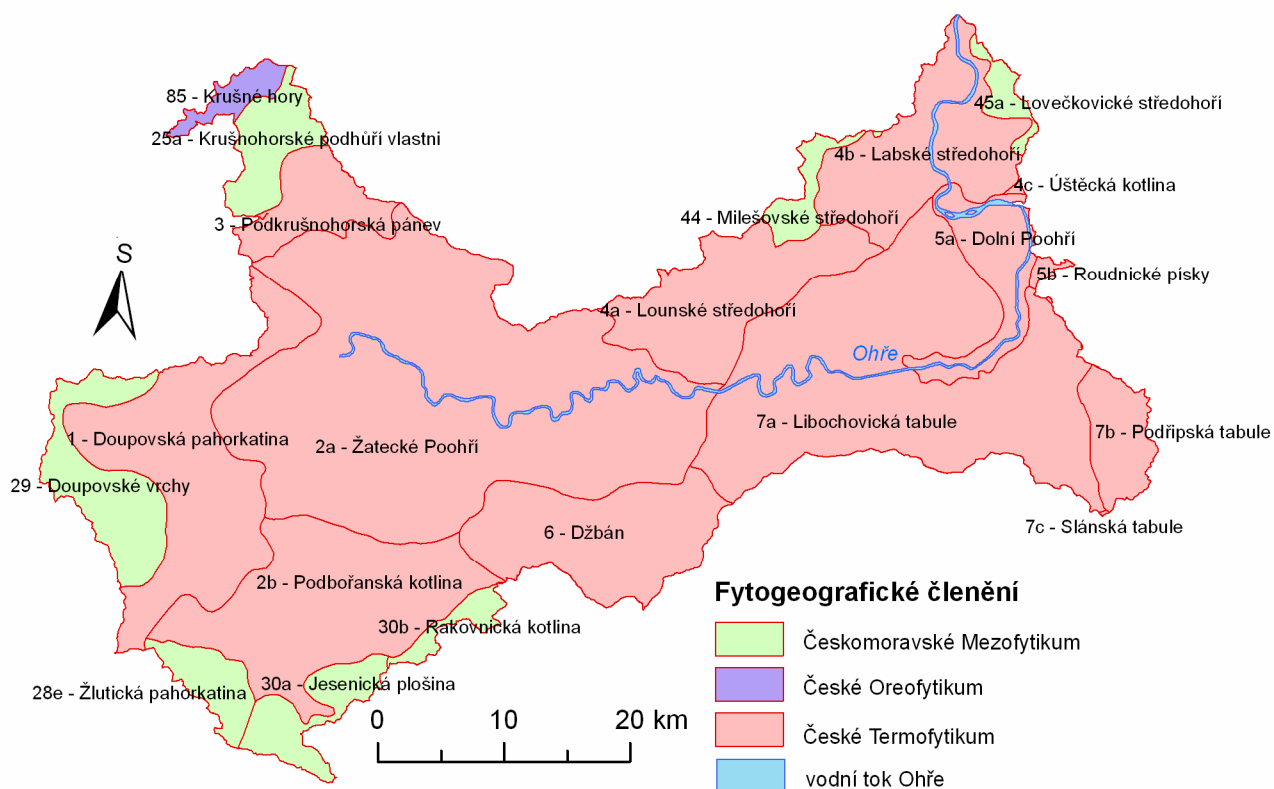 85 - Krušné hory
25a - Krušnohorské podhůří vlastni
45a - Lovečkovické středohoří
4b - Labské středohoří
4c - Úštěcká kotlina
3 - Podkrušnohorská pánev
44 - Milešovské středohoří
5a - Dolní Poohří
S
5b - Roudnické písky
4a - Lounské středohoří
Ohře
1 - Doupovská pahorkatina
2a - Žatecké Poohří
7a - Libochovická tabule
7b - Podřipská tabule
29 - Doupovské vrchy
6 - Džbán
7c - Slánská tabule
2b - Podbořanská kotlina
30b - Rakovnická kotlina
28e - Žlutická pahorkatina
30a - Jesenická plošina
0 10 20 km
Fytogeografické členění
Českomoravské Mezofytikum
České Oreofytikum
České Termofytikum
vodní tok Ohře